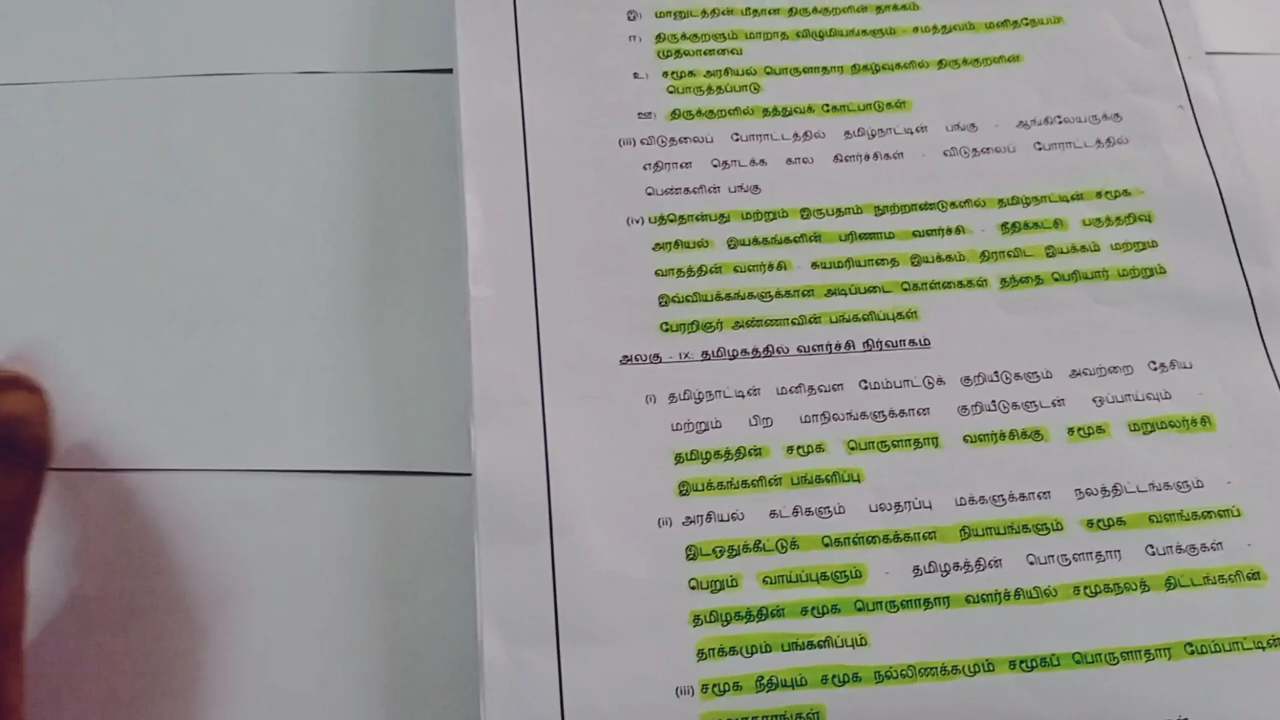 இ) மானுடத்தின் மீதான திருக்குறளின் தாக்கம்
ஈ) திருக்குறளும் மாறாத விழுமியங்களும் - சமத்துவம் மனிதநேயம்
முதலானவை
உ) சமூக அரசியல் பொருளாதார நிகழ்வுகளில் திருக்குறளின்
பொருத்தப்பாடு
ஊ) திருக்குறளில் தத்துவக் கோட்பாடுகள்
(iii) விடுதலைப் போராட்டத்தில் தமிழ்நாட்டின் பங்கு - ஆங்கிலேயருக்கு
எதிரான தொடக்க கால கிளர்ச்சிகள் - விடுதலைப் போராட்டத்தில்
பெண்களின் பங்கு
(iv) பத்தொன்பது மற்றும் இருபதாம் நூற்றாண்டுகளில் தமிழ்நாட்டின் சமூக -
அரசியல் இயக்கங்களின் பரிணாம வளர்ச்சி - நீதிக்கட்சி பகுத்தறிவு
வாதத்தின் வளர்ச்சி - சுயமரியாதை இயக்கம், திராவிட இயக்கம் மற்றும்
இவ்வியக்கங்களுக்கான அடிப்படை கொள்கைகள் தந்தை பெரியார் மற்றும்
பேரறிஞர் அண்ணாவின் பங்களிப்புகள்
அலகு - IX: தமிழகத்தில் வளர்ச்சி நிர்வாகம்
(i) தமிழ்நாட்டின் மனிதவள மேம்பாட்டுக் குறியீடுகளும் அவற்றை தேசிய
மற்றும் பிற மாநிலங்களுக்கான குறியீடுகளுடன் ஒப்பாய்வும் -
தமிழகத்தின் சமூக பொருளாதார வளர்ச்சிக்கு சமூக மறுமலர்ச்சி
இயக்கங்களின் பங்களிப்பு
(ii) அரசியல் கட்சிகளும் பலதரப்பு மக்களுக்கான நலத்திட்டங்களும் -
இடஒதுக்கீட்டுக் கொள்கைக்கான நியாயங்களும் சமூக வளங்களைப்
பெறும் வாய்ப்புகளும் - தமிழகத்தின் பொருளாதார போக்குகள் -
தமிழகத்தின் சமூக பொருளாதார வளர்ச்சியில் சமூகநலத் திட்டங்களின்
தாக்கமும் பங்களிப்பும்
(iii) சமூக நீதியும் சமூக நல்லிணக்கமும் சமூகப் பொருளாதார மேம்பாட்டின்